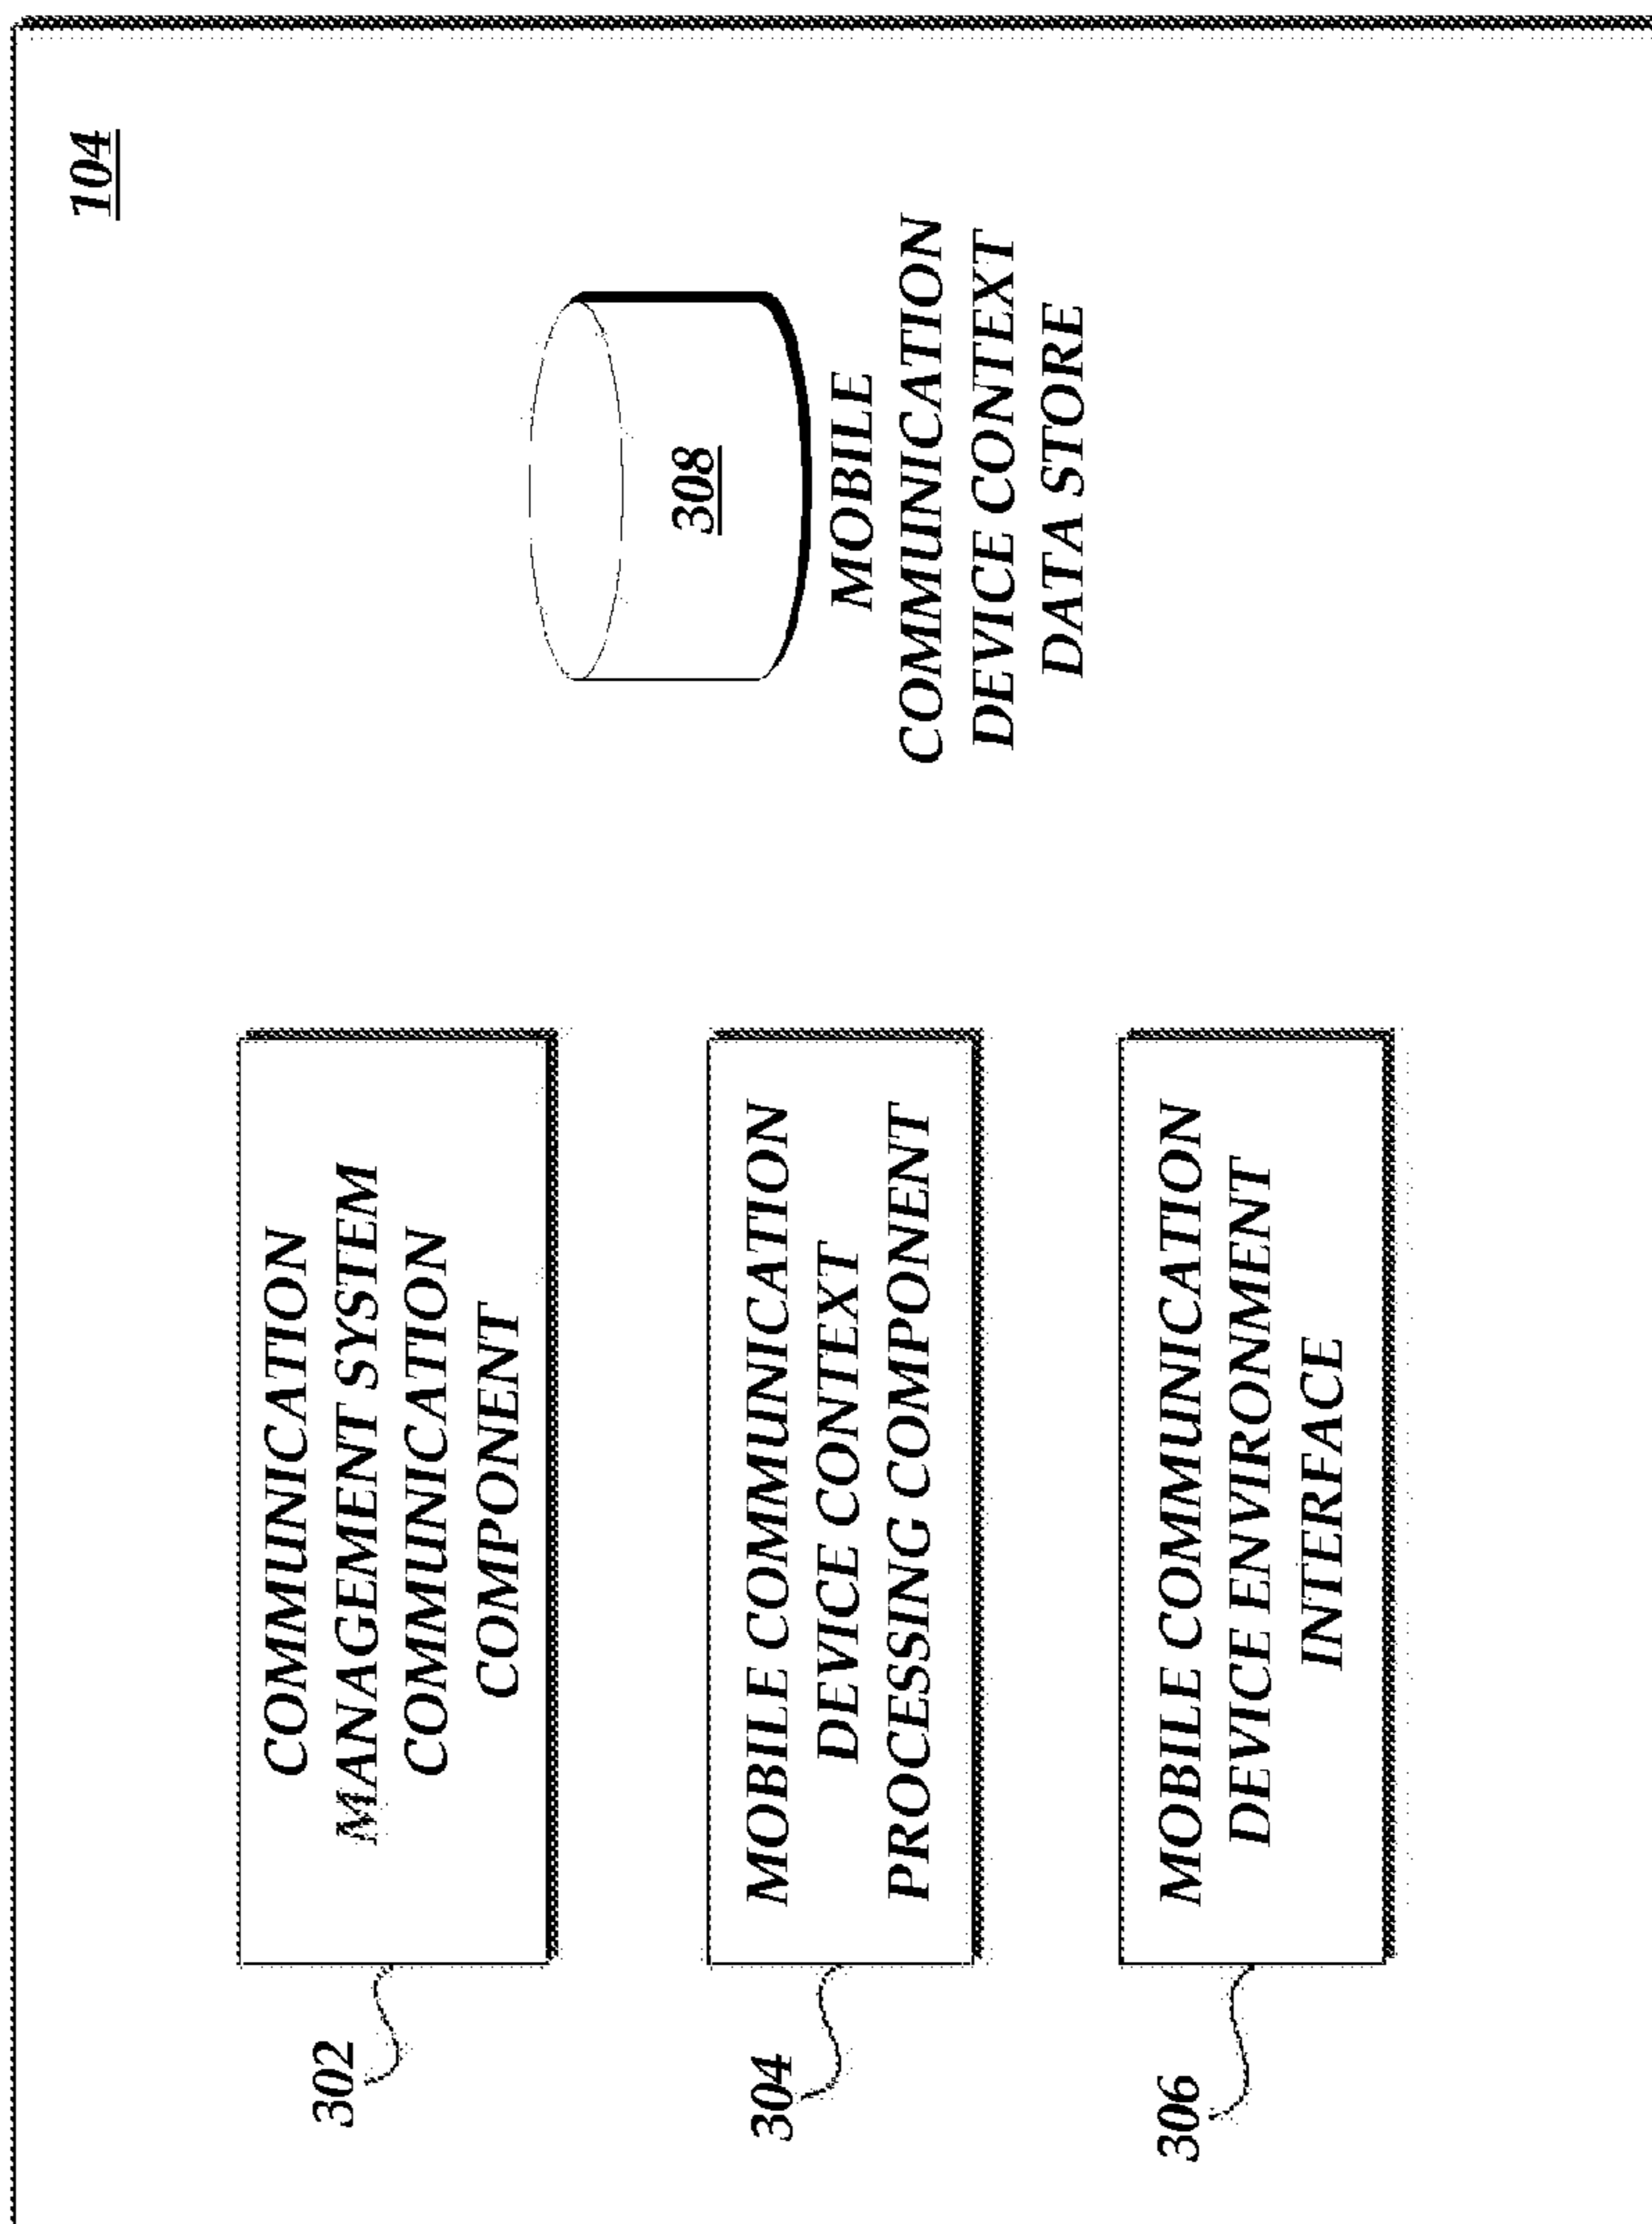 104
302
COMMUNICATION
MANAGEMENT SYSTEM
COMMUNICATION
COMPONENT
304
MOBILE COMMUNICATION
DEVICE CONTEXT
PROCESSING COMPONENT
306
MOBILE COMMUNICATION
DEVICE ENVIRONMENT
INTERFACE
308
MOBILE
COMMUNICATION
DEVICE CONTEXT
DATA STORE